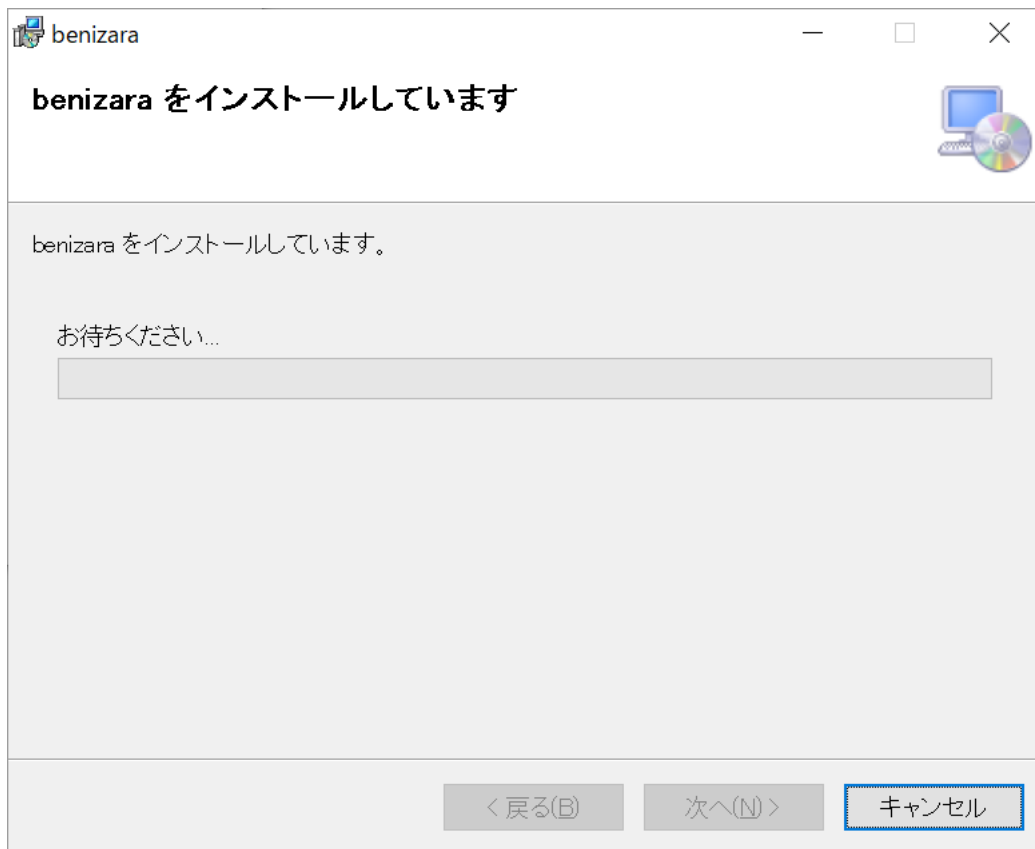 benizara
benizara をインストールしています
benizara をインストールしています。
お待ちください...
< 戻る(B)
次へ(N) >
キャンセル